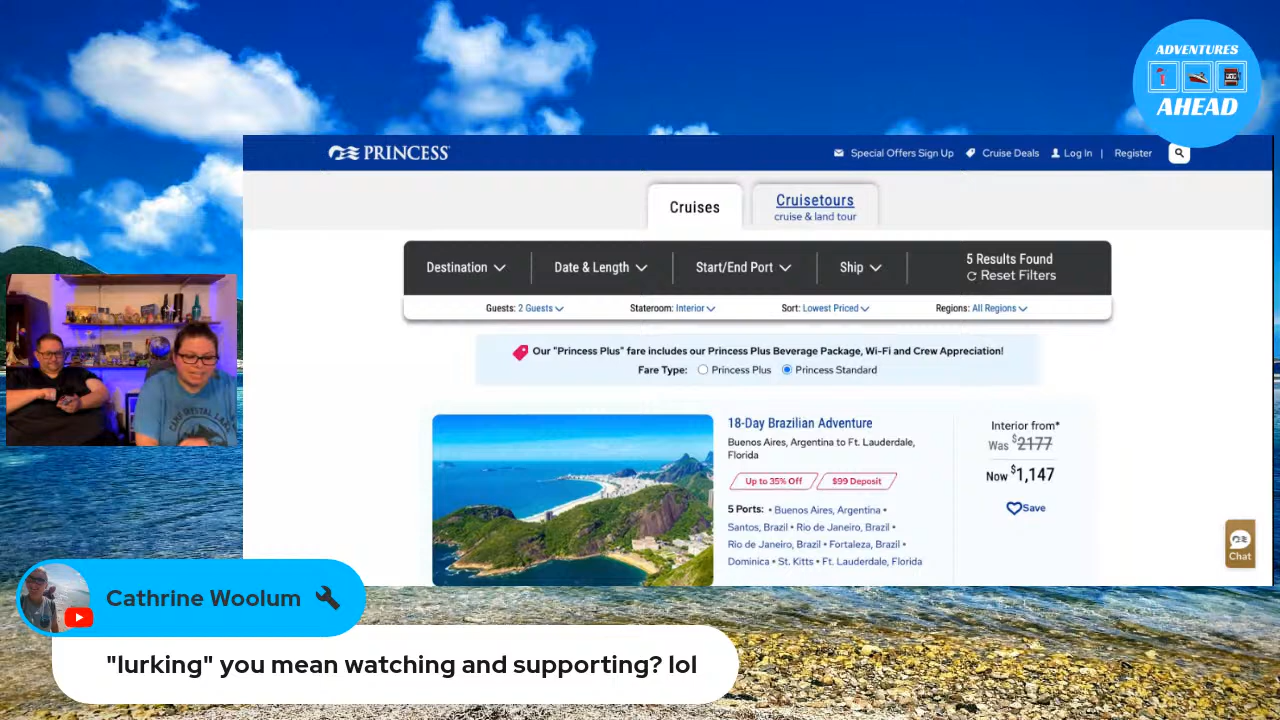 ADVENTURES
AHEAD
PRINCESS
Special Offers Sign Up
Cruise Deals
Log In |
Register
Cruises
Cruisetours
cruise & land tour
Destination
Date & Length
Start/End Port
Ship
5 Results Found
Reset Filters
Guests: 2 Guests
Stateroom: Interior
Sort: Lowest Priced
Regions: All Regions
Our "Princess Plus" fare includes our Princess Plus Beverage Package, Wi-Fi and Crew Appreciation!
Fare Type: Princess Plus Princess Standard
18-Day Brazilian Adventure
Buenos Aires, Argentina to Ft. Lauderdale,
Florida
Up to 35% Off
$99 Deposit
5 Ports: • Buenos Aires, Argentina •
Santos, Brazil • Rio de Janeiro, Brazil •
Rio de Janeiro, Brazil • Fortaleza, Brazil •
Dominica • St. Kitts • Ft. Lauderdale, Florida
Interior from*
Was $2177
Now $1,147
Save
Chat
Cathrine Woolum
"lurking" you mean watching and supporting? lol